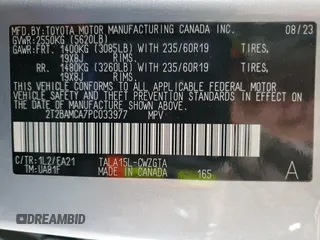 MFD.BY:TOYOTA MOTOR MANUFACTURING CANADA INC. 08/23
GVWR:2550KG (5620LB)
GAWR:FRT. 1400KG (3085LB) WITH 235/60R19 TIRES,
19X8J RIMS, AT
RR. 1480KG (3260LB) WITH 235/60R19 TIRES,
19X8J RIMS, AT
THIS VEHICLE CONFORMS TO ALL APPLICABLE FEDERAL MOTOR
VEHICLE SAFETY AND BUMPER STANDARDS IN EFFECT ON THE DATE OF
MANUFACTURE SHOWN ABOVE.
2T2BAMCA7PC033977 MPV
C/TR:1L2/EA21 TALA15L-CWZGTA
TM:UA81F MADE IN CANADA 165 A